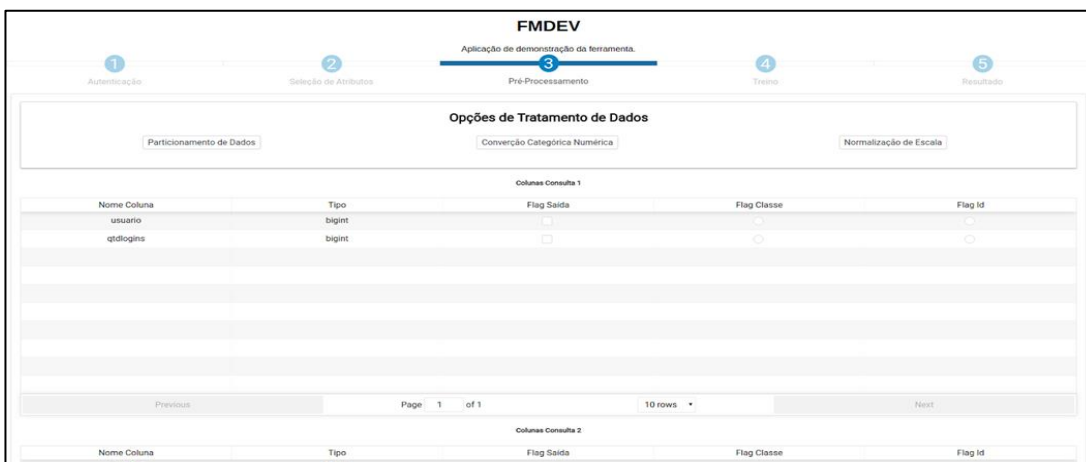 FMDEV
Aplicação de demonstração da ferramenta.
1 2 3 4 5
Autenticação Seleção de Atributos Pré-Processamento Treino Resultado
Opções de Tratamento de Dados
Particionamento de Dados Converção Categórica Numérica Normalização de Escala
Colunas Consulta 1
Nome Coluna Tipo Flag Saída Flag Classe Flag Id
usuario bigint
qtdlogins bigint
Previous Page 1 of 1 10 rows Next
Colunas Consulta 2
Nome Coluna Tipo Flag Saída Flag Classe Flag Id